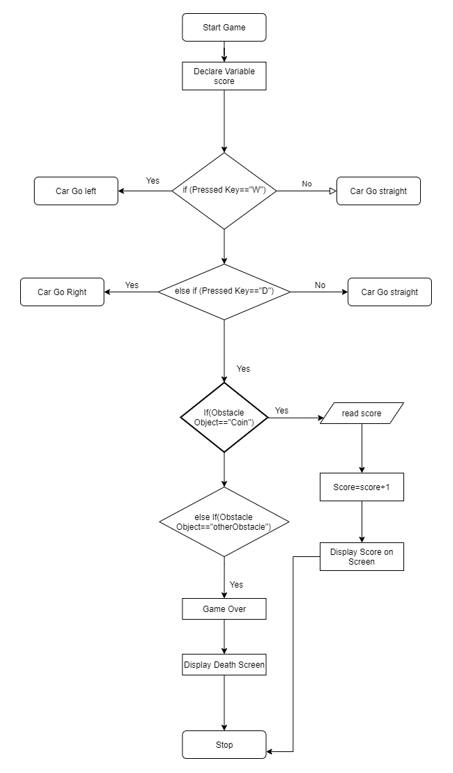 Start Game
Declare Variable
score
if (Pressed Key=="W")
Yes
No
Car Go left
Car Go straight
else if (Pressed Key=="D")
Yes
No
Car Go Right
Car Go straight
Yes
If(Obstacle
Object=="Coin")
Yes
read score
Score=score+1
else If(Obstacle
Object=="otherObstacle")
Display Score on
Screen
Yes
Game Over
Display Death Screen
Stop